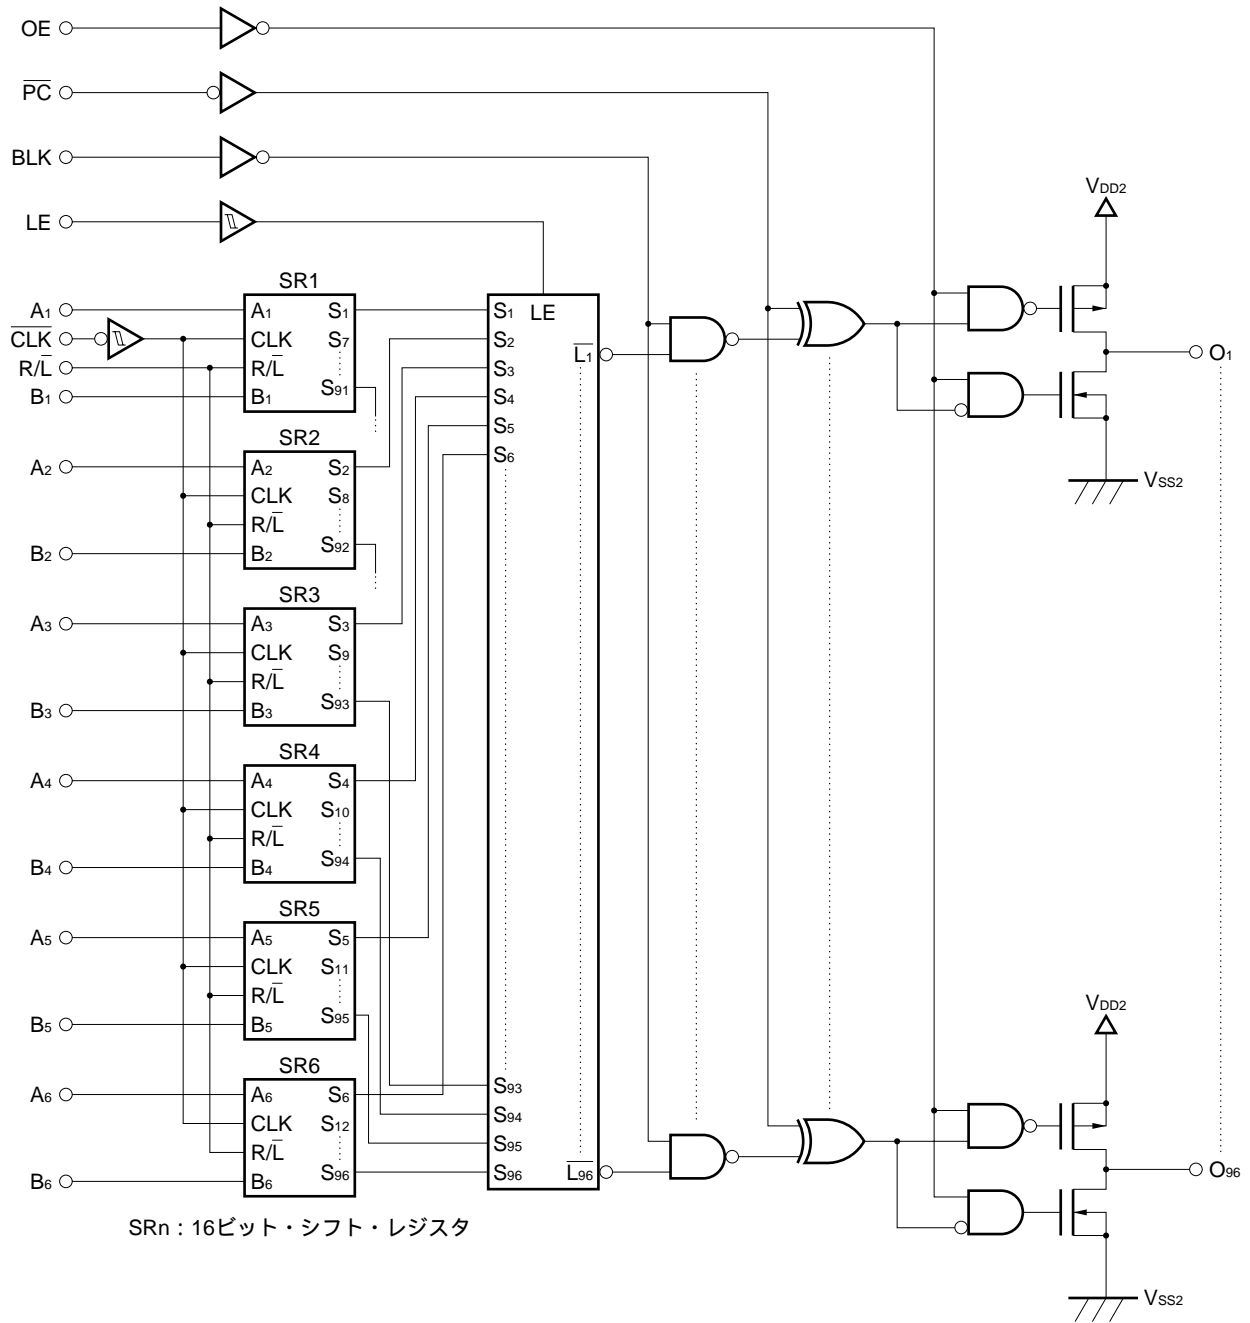 OE
P̅C̅
BLK
LE
VDD2
SR1
A1 A1 S1 S1 LE
C̅L̅K̅ CLK S7 S2 L̅1̅ O1
R/L̅ R/L̅ S91 S3
B1 B1 S4
S5
SR2 S6
A2 A2 S2
CLK S8 VSS2
R/L̅ S92
B2 B2
SR3
A3 A3 S3
CLK S9
R/L̅ S93
B3 B3
SR4
A4 A4 S4
CLK S10
R/L̅ S94
B4 B4
SR5
A5 A5 S5
CLK S11
R/L̅ S95
B5 B5
VDD2
SR6 S93
A6 A6 S6 S94
CLK S12 S95
R/L̅ S96 S96 L̅9̅6̅ O96
B6 B6
SRn:16ビット・シフト・レジスタ
VSS2